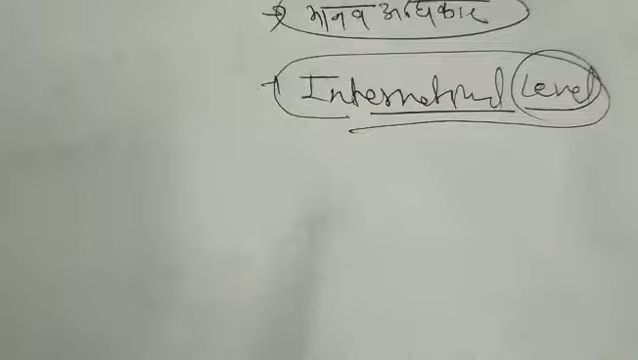 → मानव अधिकार
→ International Level